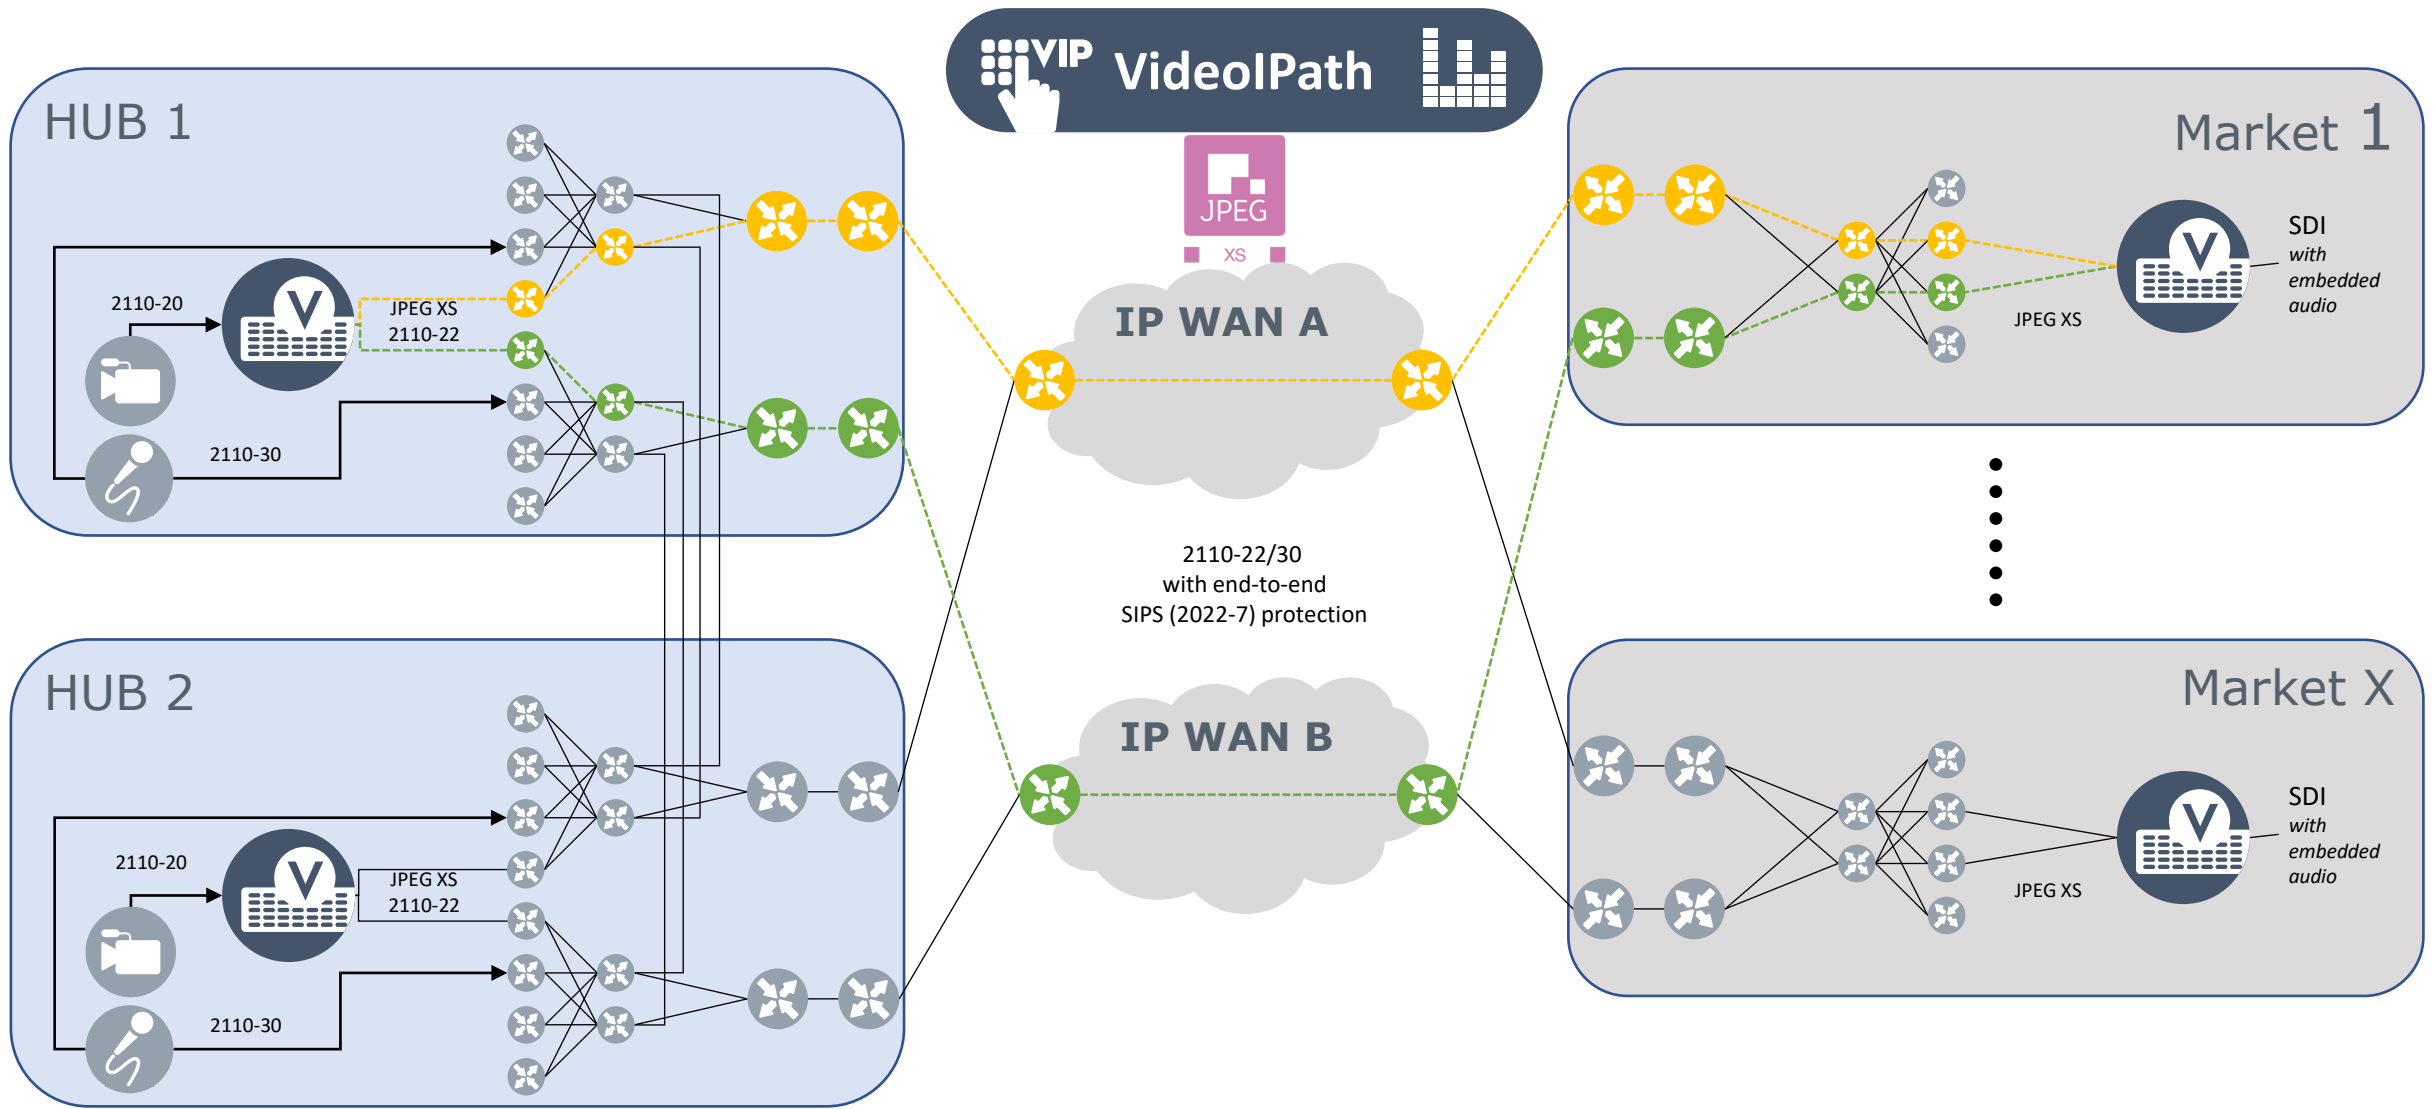 VIP
VideoIPath
JPEG
XS
HUB 1
2110-20
JPEG XS
2110-22
2110-30
HUB 2
2110-20
JPEG XS
2110-22
2110-30
IP WAN A
2110-22/30
with end-to-end
SIPS (2022-7) protection
IP WAN B
Market 1
SDI
with
embedded
audio
JPEG XS
Market X
SDI
with
embedded
audio
JPEG XS
V
V
V
V